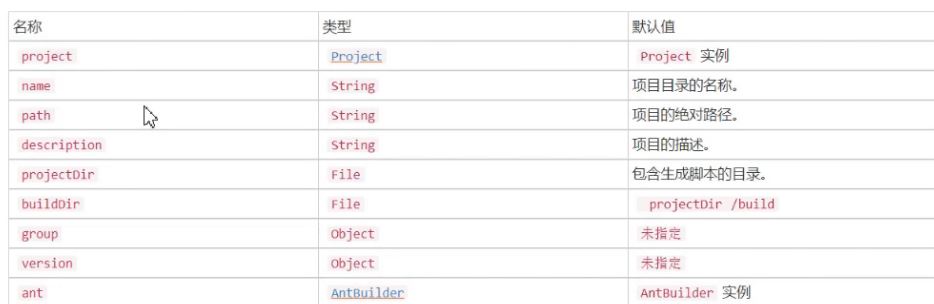 名称 类型 默认值
project Project Project 实例
name String 项目目录的名称。
path String 项目的绝对路径。
description String 项目的描述。
projectDir File 包含生成脚本的目录。
buildDir File projectDir /build
group Object 未指定
version Object 未指定
ant AntBuilder AntBuilder 实例